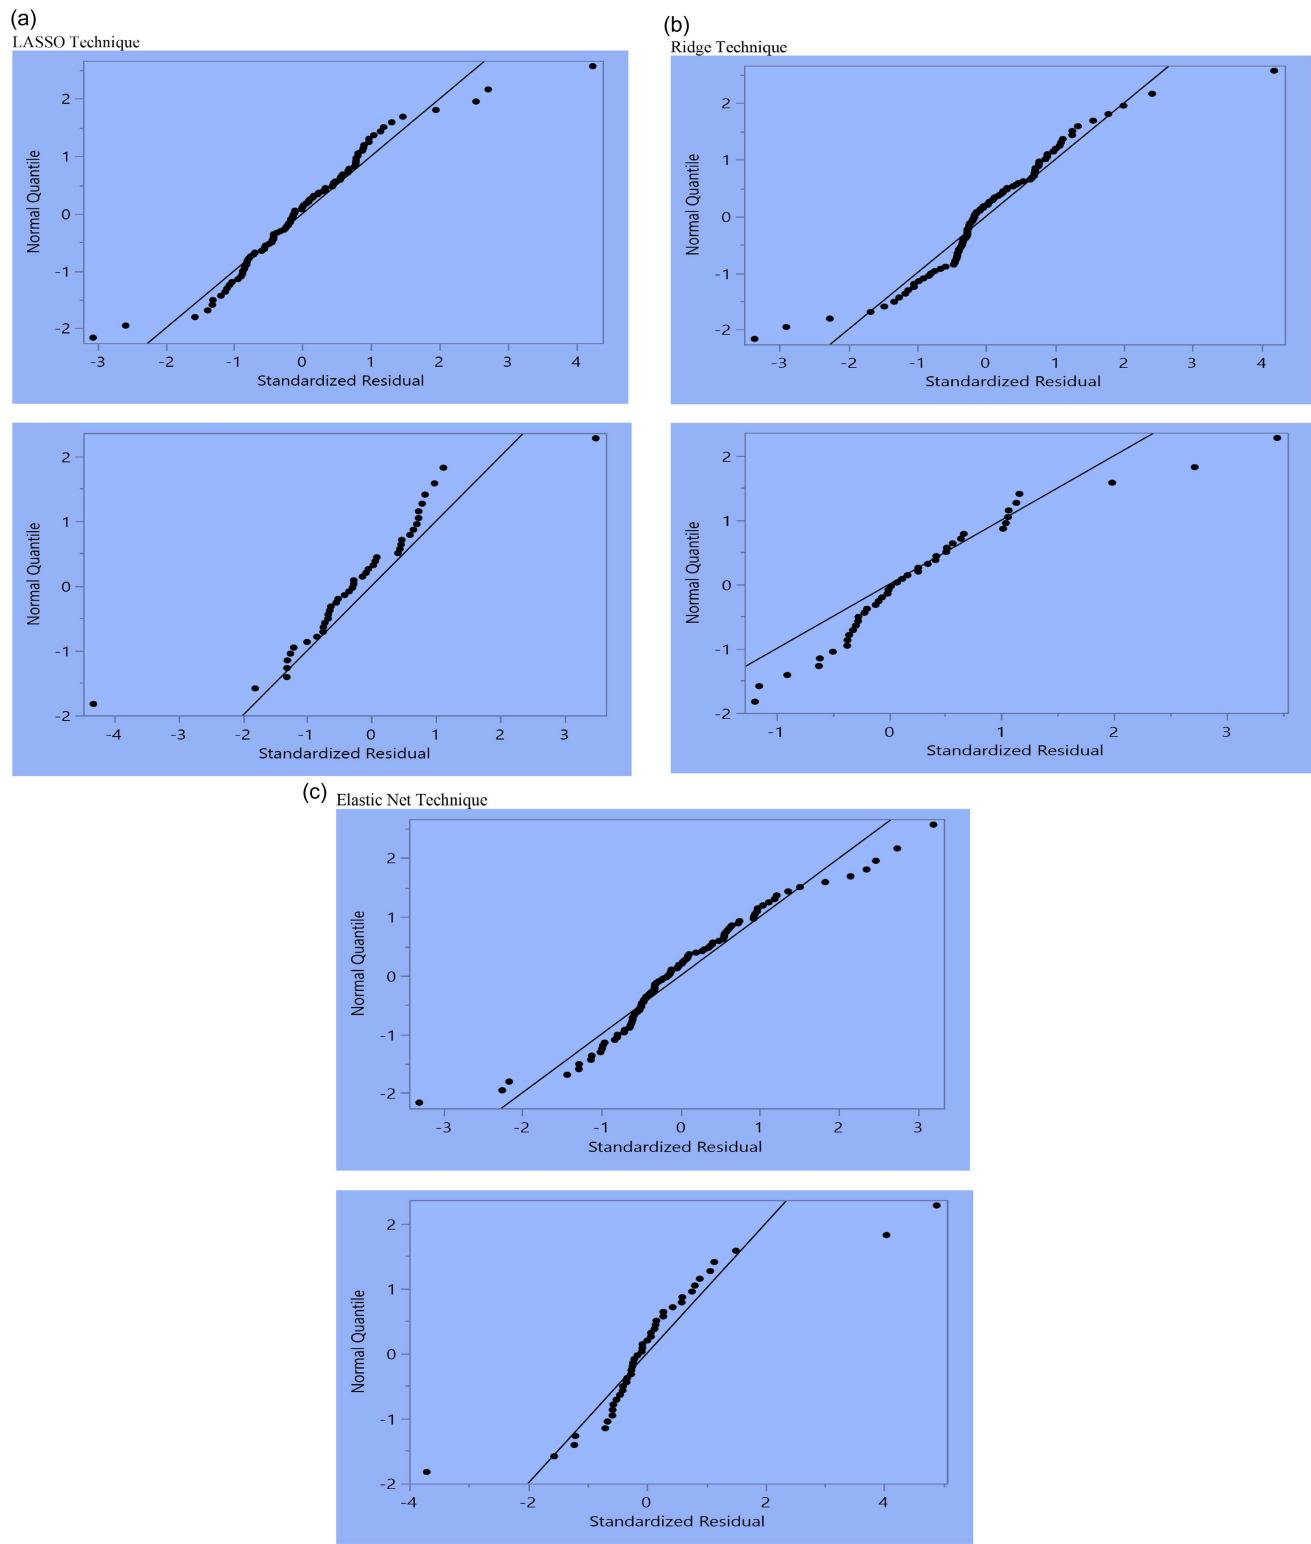 (a)
LASSO Technique
Normal Quantile
2
1
0
-1
-2
-3 -2 -1 0 1 2 3 4
Standardized Residual
Normal Quantile
2
1
0
-1
-2
-4 -3 -2 -1 0 1 2 3
Standardized Residual
(b)
Ridge Technique
Normal Quantile
2
1
0
-1
-2
-3 -2 -1 0 1 2 3 4
Standardized Residual
Normal Quantile
2
1
0
-1
-2
-1 0 1 2 3
Standardized Residual
(c)
Elastic Net Technique
Normal Quantile
2
1
0
-1
-2
-3 -2 -1 0 1 2 3
Standardized Residual
Normal Quantile
2
1
0
-1
-2
-4 -2 0 2 4
Standardized Residual